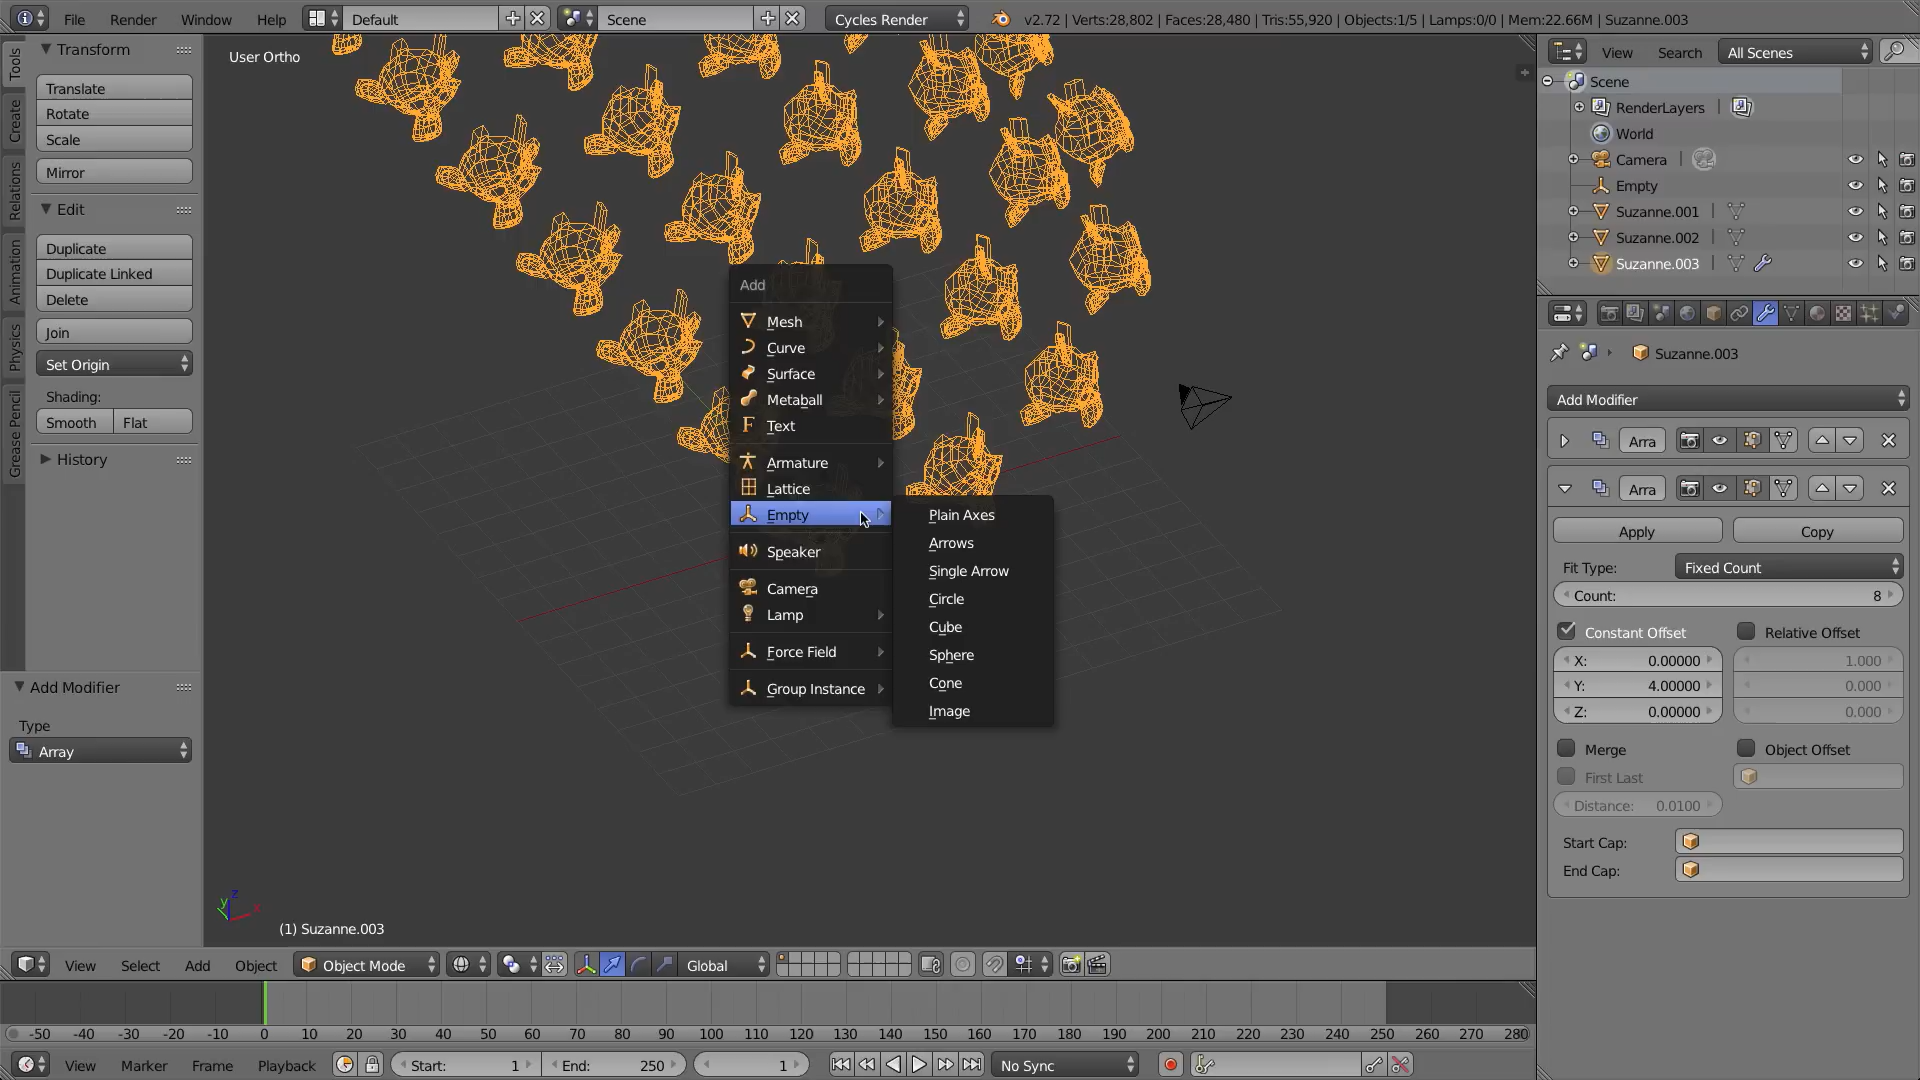 File Render Window Help Default Scene Cycles Render v2.72 | Verts:28,802 | Faces:28,480 | Tris:55,920 | Objects:1/5 | Lamps:0/0 | Mem:22.66M | Suzanne.003
Tools
Create
Relations
Animation
Physics
Grease Pencil
Transform
Translate
Rotate
Scale
Mirror
Edit
Duplicate
Duplicate Linked
Delete
Join
Set Origin
Shading:
Smooth Flat
History
Add Modifier
Type
Array
User Ortho
Add
Mesh
Curve
Surface
Metaball
Text
Armature
Lattice
Empty
Speaker
Camera
Lamp
Force Field
Group Instance
Plain Axes
Arrows
Single Arrow
Circle
Cube
Sphere
Cone
Image
z
y x
(1) Suzanne.003
View Search All Scenes
Scene
RenderLayers |
World
Camera |
Empty
Suzanne.001 |
Suzanne.002 |
Suzanne.003 |
Suzanne.003
Add Modifier
Arra
Arra
Apply Copy
Fit Type: Fixed Count
Count: 8
Constant Offset Relative Offset
X: 0.00000 1.000
Y: 4.00000 0.000
Z: 0.00000 0.000
Merge Object Offset
First Last
Distance: 0.0100
Start Cap:
End Cap:
View Select Add Object Object Mode Global
-50 -40 -30 -20 -10 0 10 20 30 40 50 60 70 80 90 100 110 120 130 140 150 160 170 180 190 200 210 220 230 240 250 260 270 280
View Marker Frame Playback Start: 1 End: 250 1 No Sync